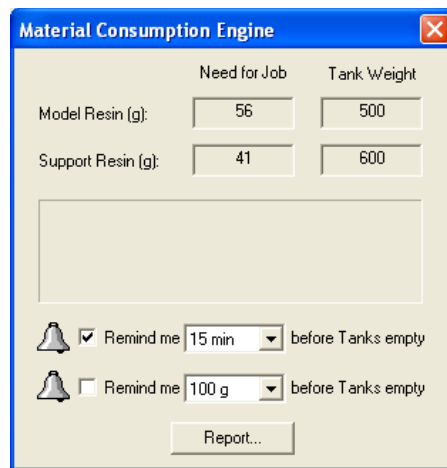 Material Consumption Engine
Need for Job Tank Weight
Model Resin (g): 56 500
Support Resin (g): 41 600
Remind me 15 min before Tanks empty
Remind me 100 g before Tanks empty
Report...